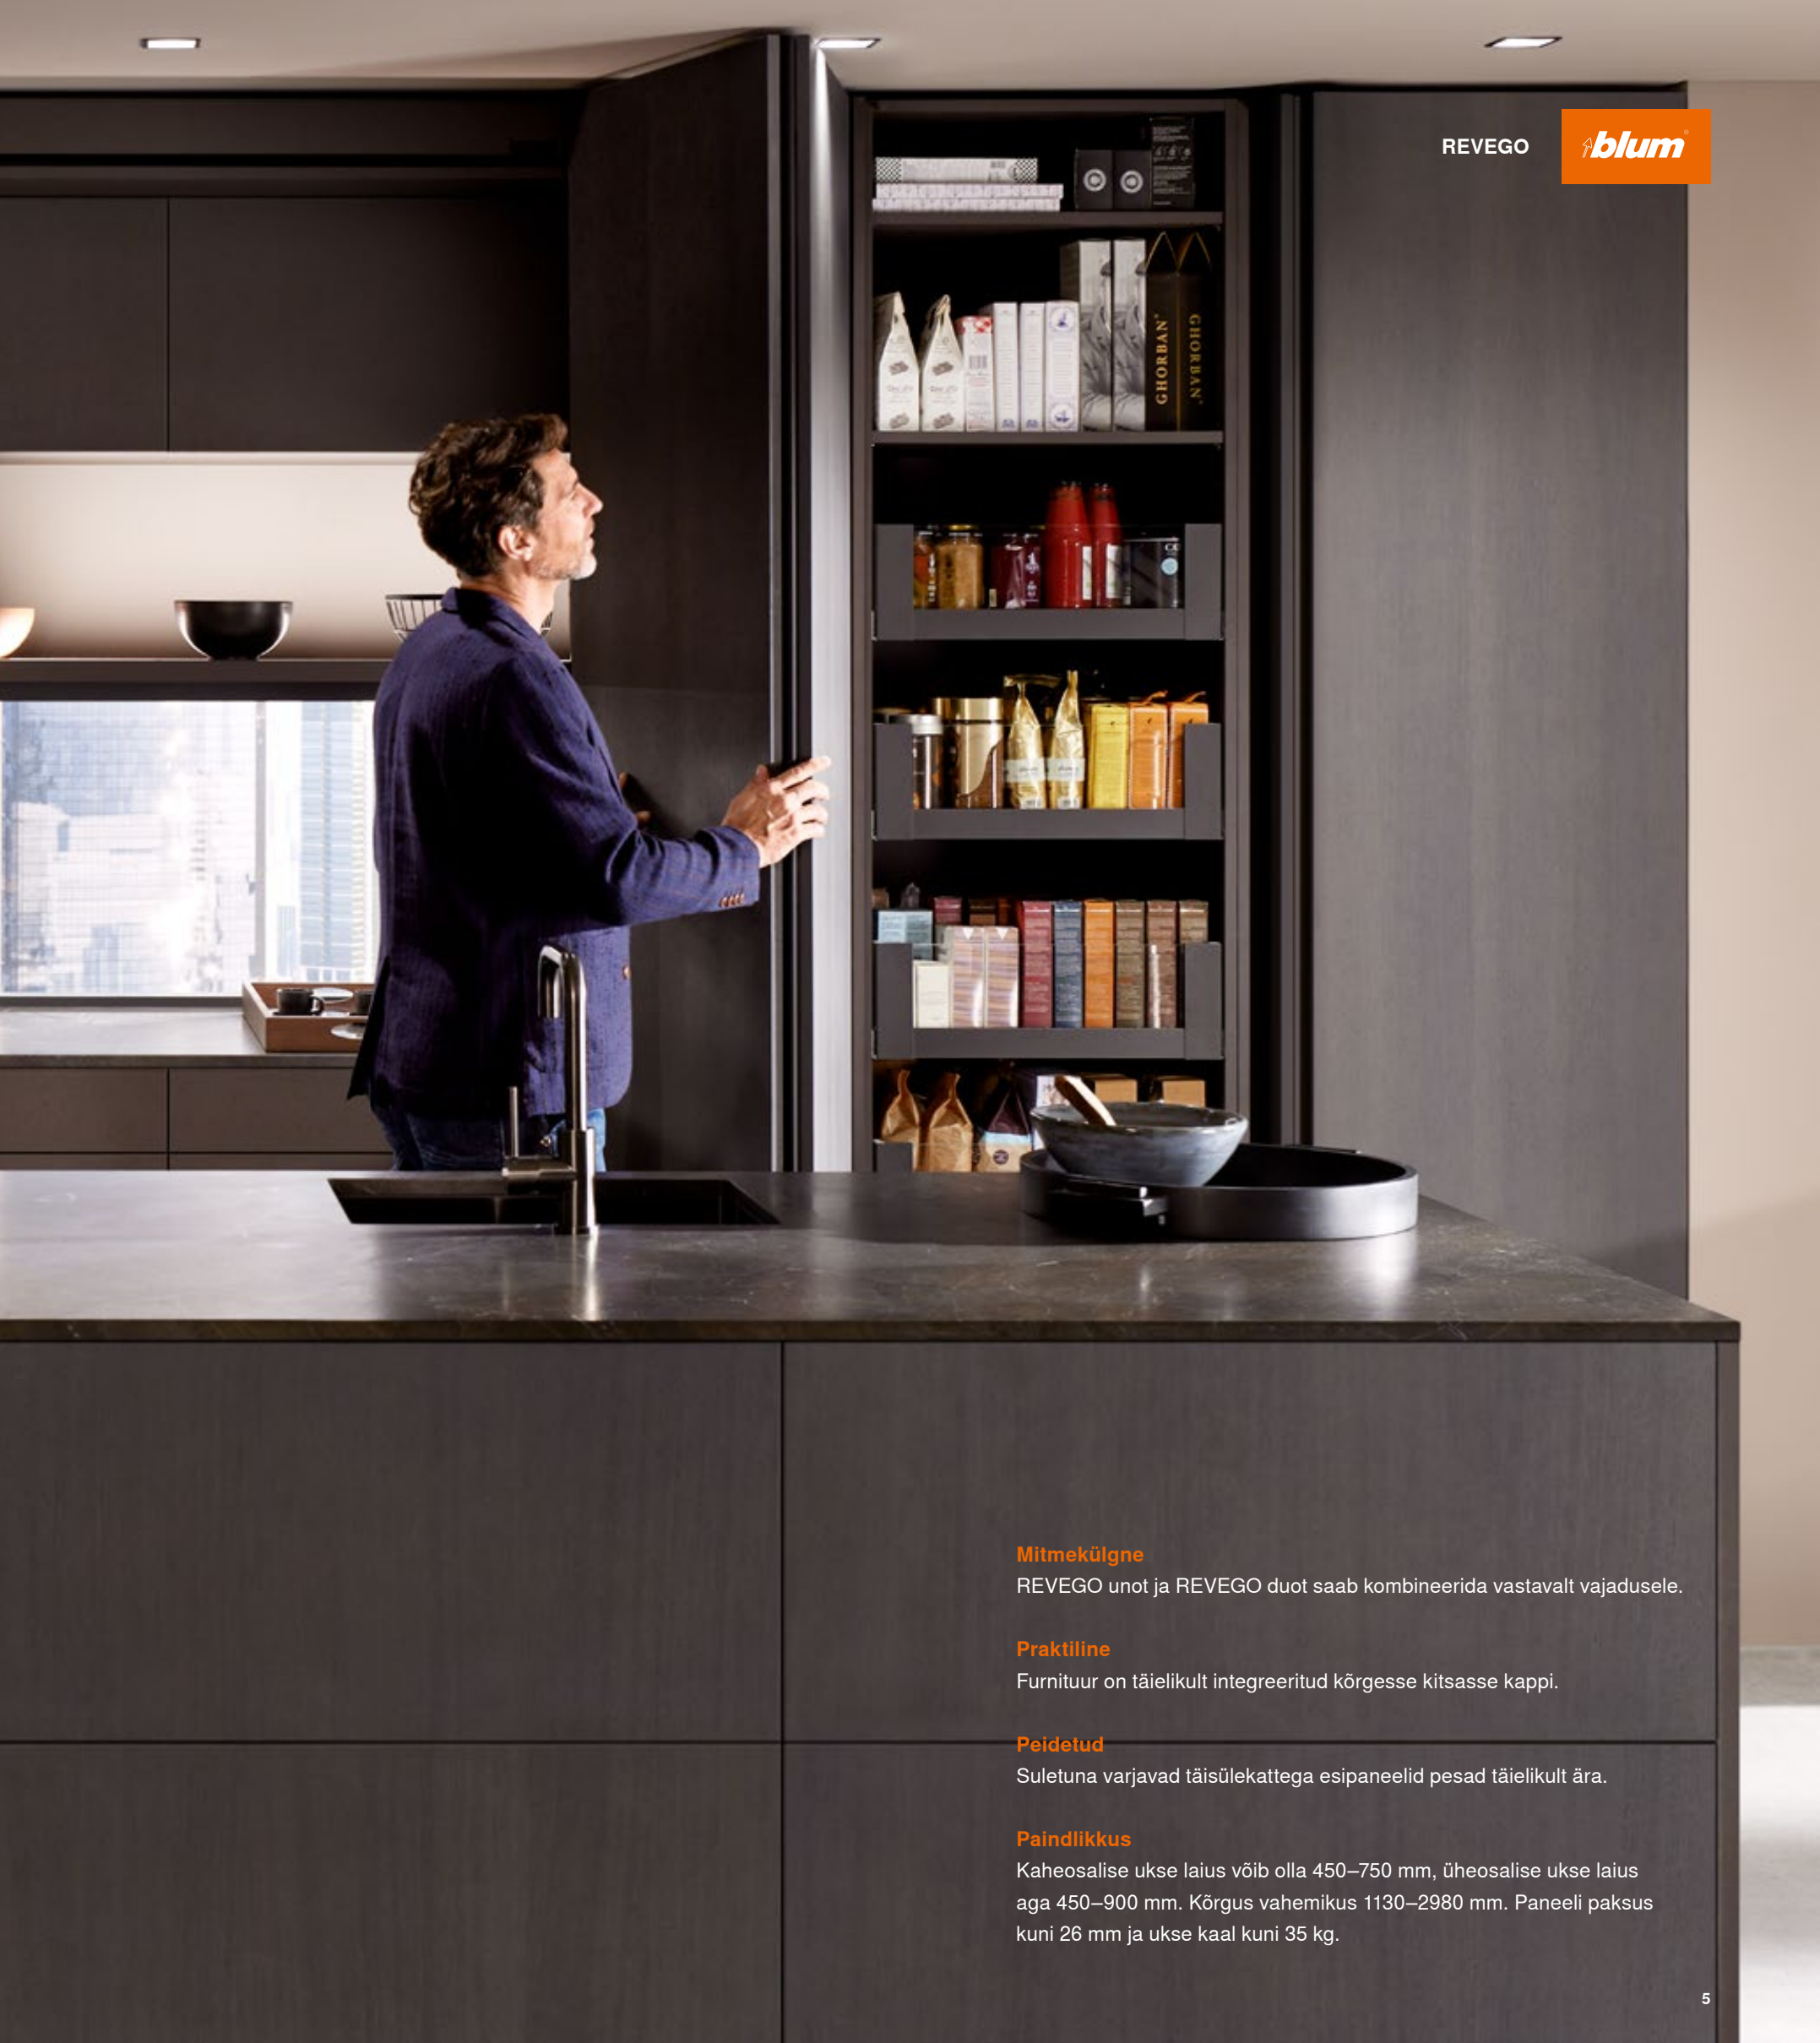 REVEGO
blum
GHORBAN
GHORBAN
Mitmekülgne
REVEGO unot ja REVEGO duot saab kombineerida vastavalt vajadusele.
Praktiline
Furnituur on täielikult integreeritud kõrgesse kitsasse kappi.
Peidetud
Suletuna varjavad täisülekattega esipaneelid pesad täielikult ära.
Paindlikkus
Kaheosalise ukse laius võib olla 450–750 mm, üheosalise ukse laius
aga 450–900 mm. Kõrgus vahemikus 1130–2980 mm. Paneeli paksus
kuni 26 mm ja ukse kaal kuni 35 kg.
5